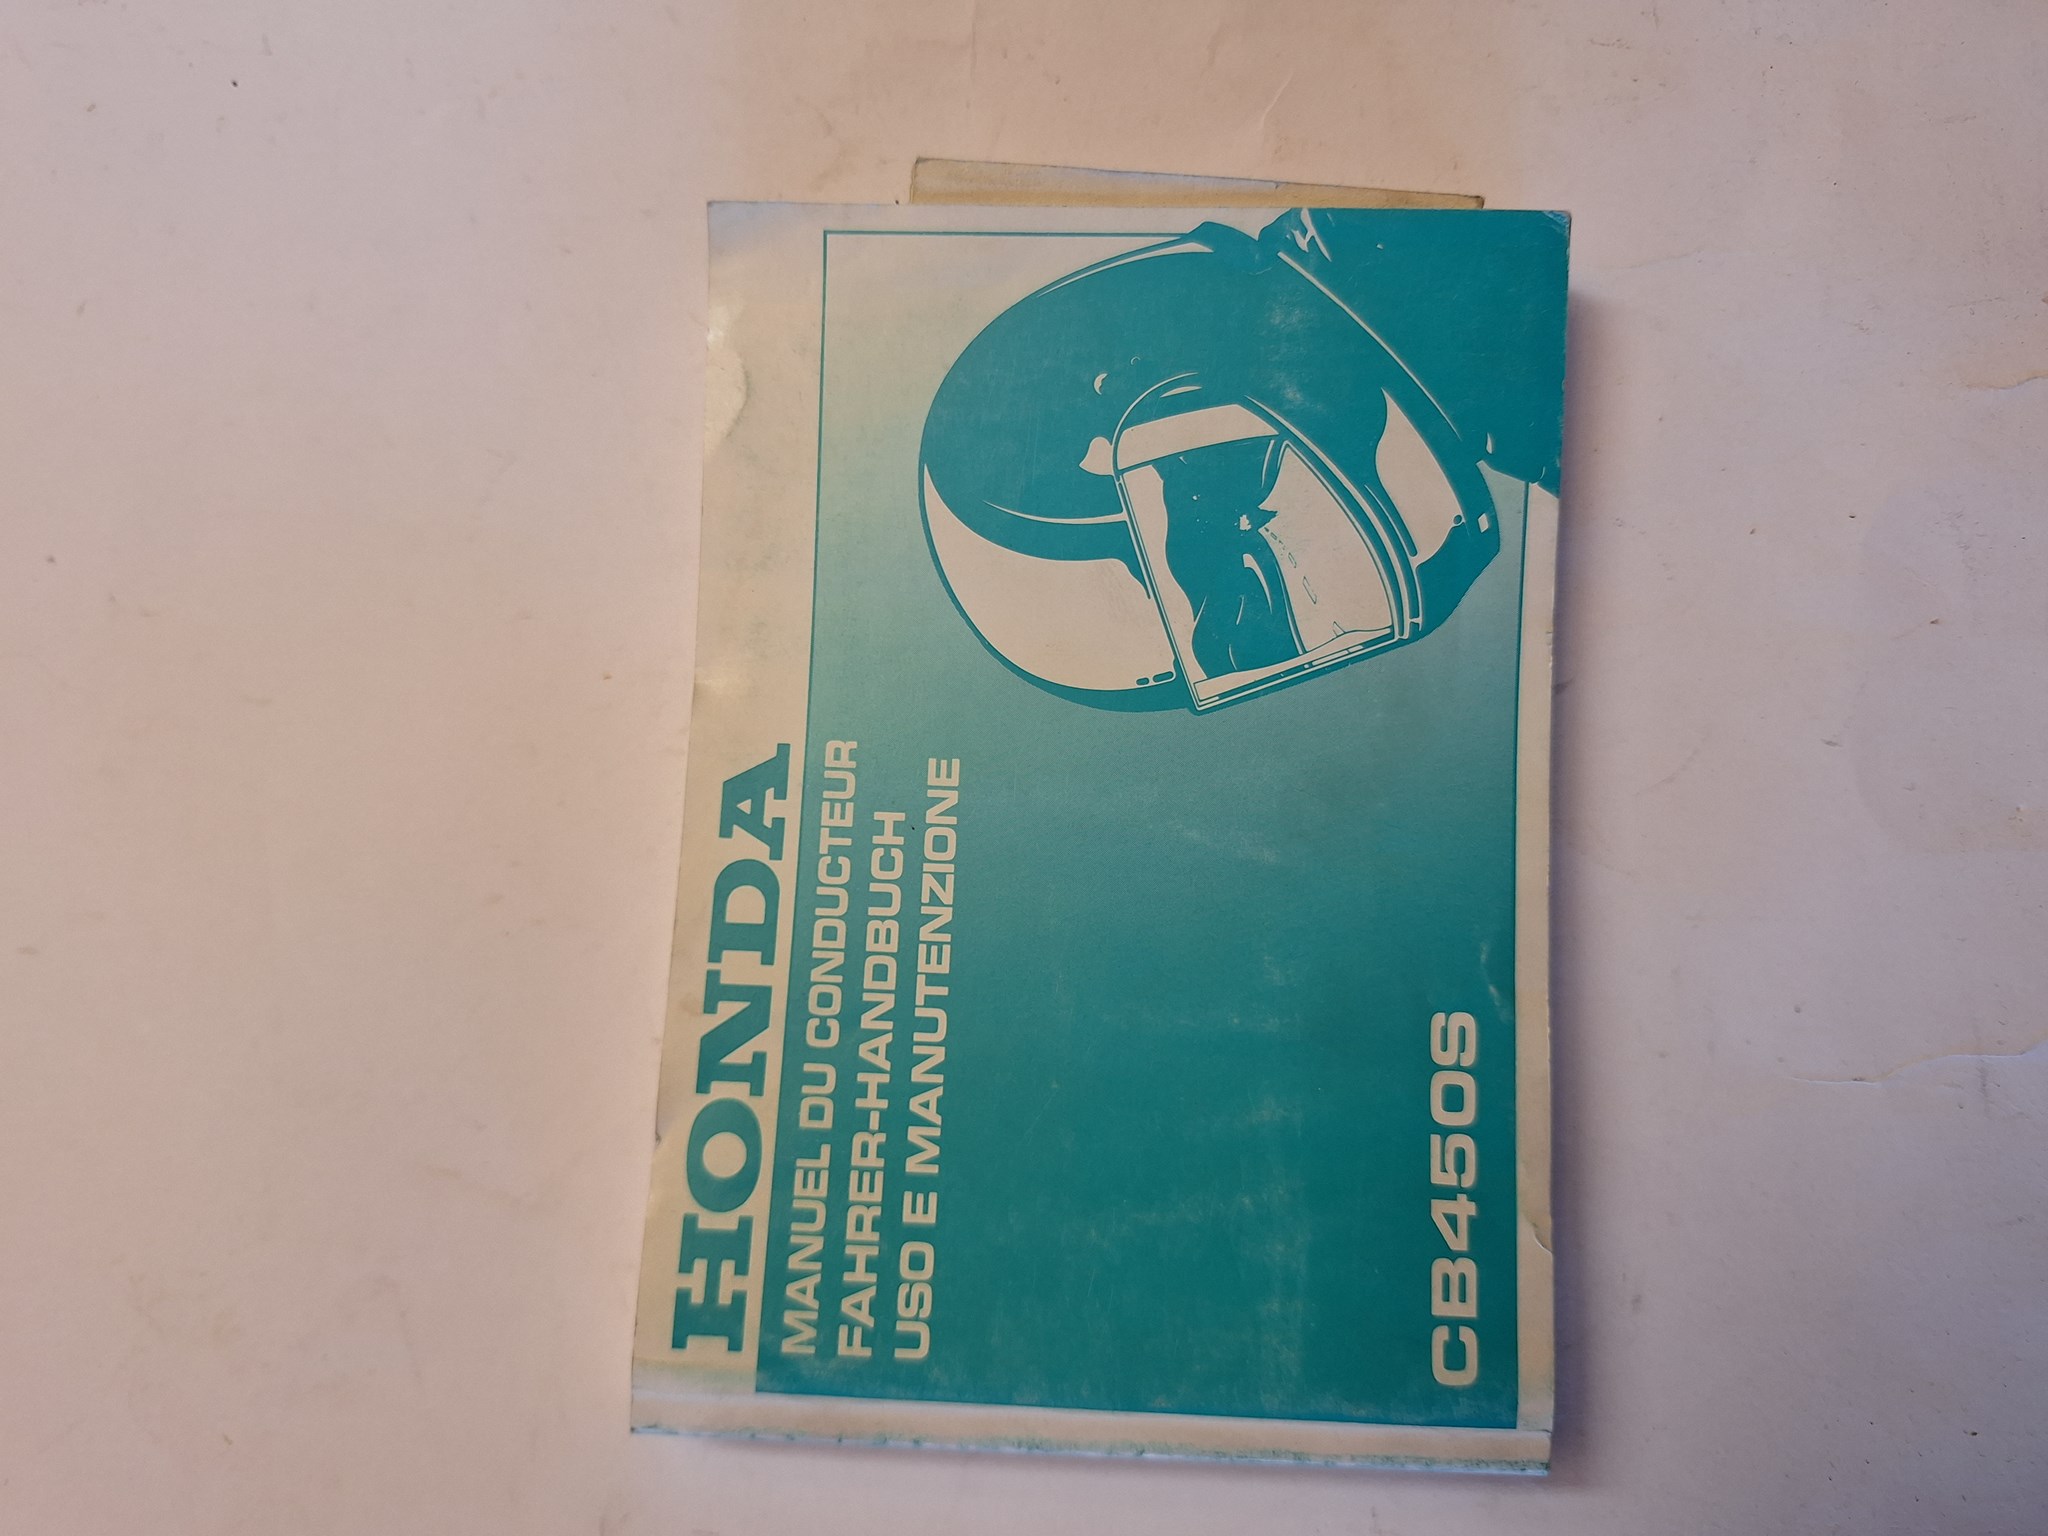 HONDA
MANUEL DU CONDUCTEUR
FAHRER-HANDBUCH
USO E MANUTENZIONE
CB450S